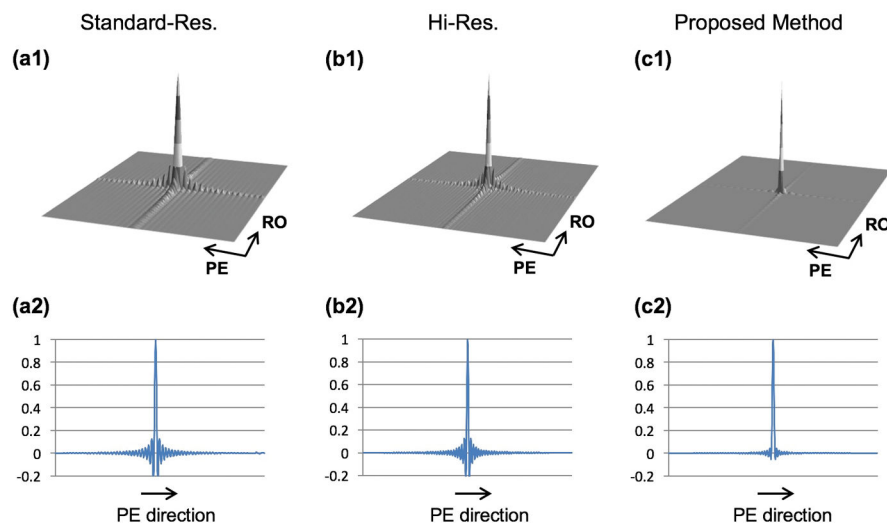 Standard-Res.
Hi-Res.
Proposed Method
(a1)
(b1)
(c1)
RO
PE
RO
PE
RO
PE
(a2)
(b2)
(c2)
1
0.8
0.6
0.4
0.2
0
-0.2
1
0.8
0.6
0.4
0.2
0
-0.2
1
0.8
0.6
0.4
0.2
0
-0.2
PE direction
PE direction
PE direction